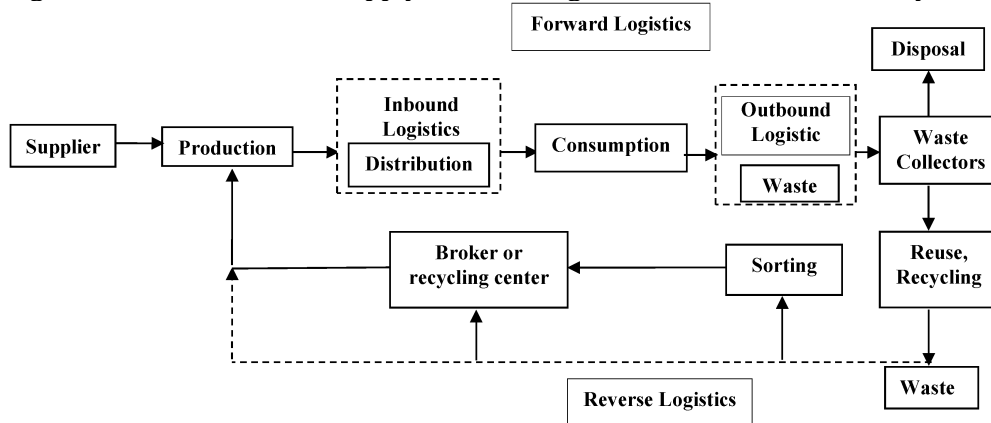 Forward Logistics
Disposal
Inbound
Logistics
Distribution
Outbound
Logistic
Waste
Supplier
Production
Consumption
Waste
Collectors
Broker or
recycling center
Sorting
Reuse,
Recycling
Waste
Reverse Logistics